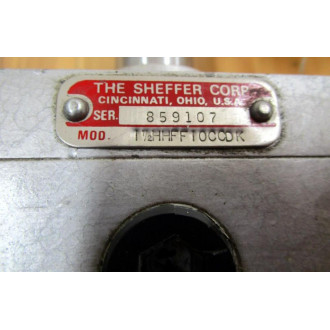 THE SHEFFER CORP.
CINCINNATI, OHIO, U.S.A.
SER. 859107
MOD.